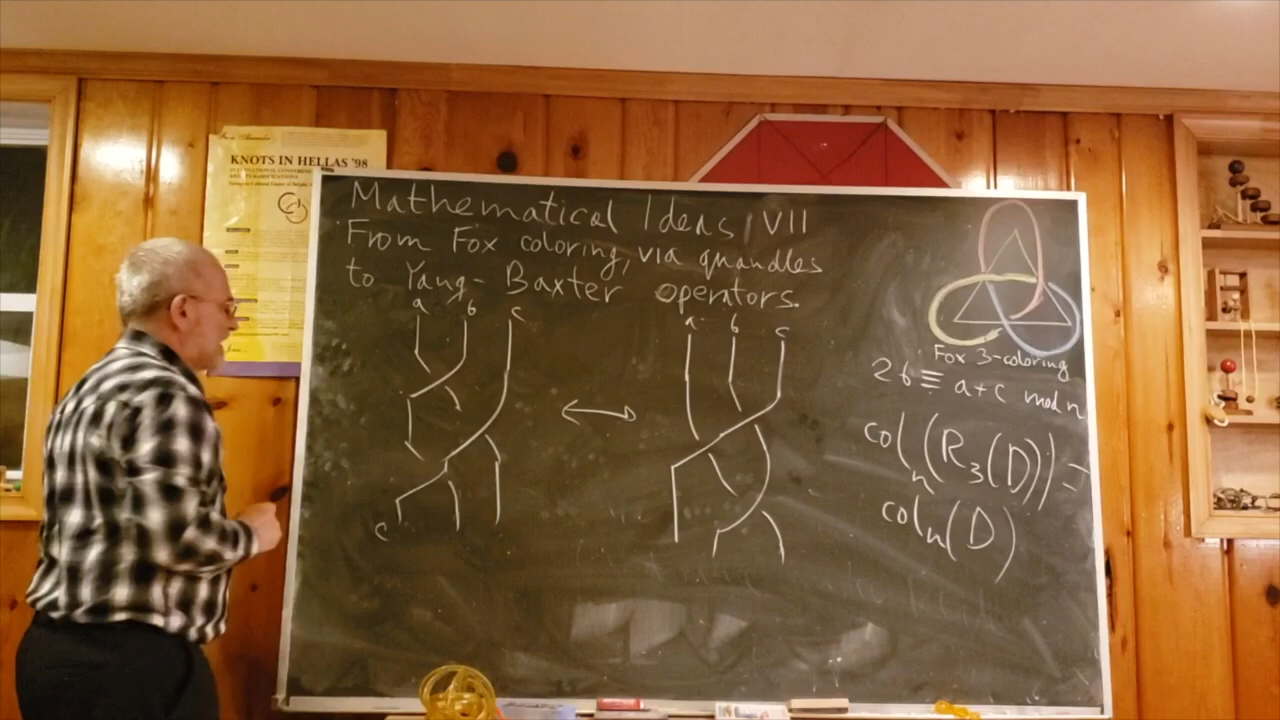 KNOTS IN HELLAS '98
Mathematical Ideas VII
From Fox coloring, via quandles
to Yang-Baxter operators.
a b c
a b c
c
Fox 3-coloring
2b ≡ a+c mod n
col_n(R_3(D)) =
col_n(D)